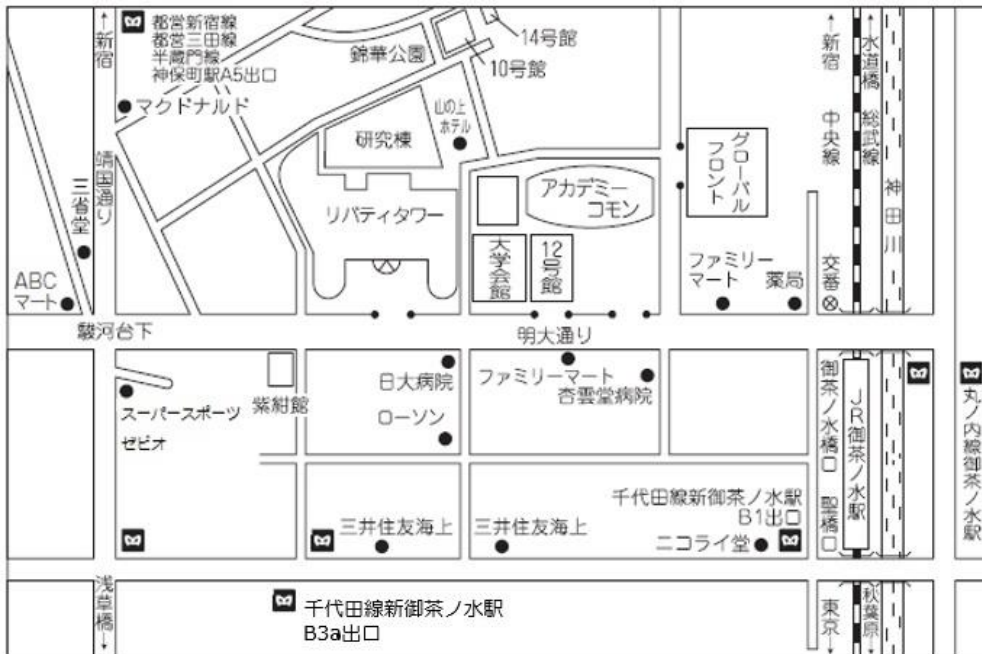 ↑新宿
都営新宿線
都営三田線
半蔵門線
神保町駅A5出口
マクドナルド
錦華公園
14号館
10号館
山の上
ホテル
研究棟
靖国通り
三省堂
ABC
マート
リバティタワー
アカデミー
コモン
大学会館
12号館
グローバル
フロント
ファミリー
マート
薬局
↑新宿
中央線
↑水道橋
総武線
神田川
交番
駿河台下
明大通り
スーパースポーツ
ゼビオ
紫紺館
日大病院
ローソン
ファミリーマート
杏雲堂病院
御茶ノ水橋口
聖橋口
JR御茶ノ水駅
丸ノ内線御茶ノ水駅
三井住友海上
三井住友海上
千代田線新御茶ノ水駅
B1出口
ニコライ堂
浅草橋↓
千代田線新御茶ノ水駅
B3a出口
東京↓
秋葉原↓